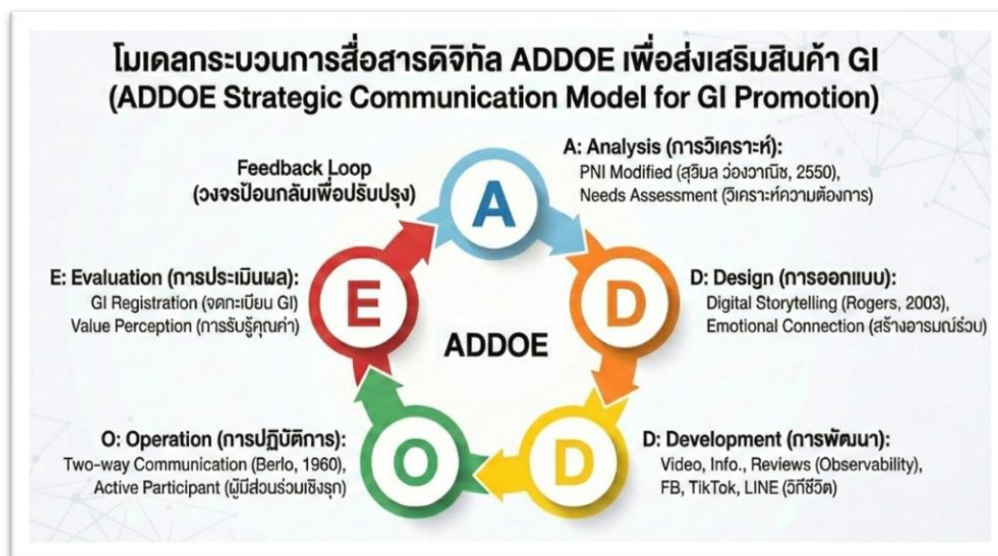 โมเดลกระบวนการสื่อสารดิจิทัล ADDOE เพื่อส่งเสริมสินค้า GI
(ADDOE Strategic Communication Model for GI Promotion)
Feedback Loop
(วงจรป้อนกลับเพื่อปรับปรุง)
A
A: Analysis (การวิเคราะห์):
PNI Modified (สุวิมล ว่องวาณิช, 2550),
Needs Assessment (วิเคราะห์ความต้องการ)
E: Evaluation (การประเมินผล):
GI Registration (จดทะเบียน GI)
Value Perception (การรับรู้คุณค่า)
E
ADDOE
D
D: Design (การออกแบบ):
Digital Storytelling (Rogers, 2003),
Emotional Connection (สร้างอารมณ์ร่วม)
O: Operation (การปฏิบัติการ):
Two-way Communication (Berlo, 1960),
Active Participant (ผู้มีส่วนร่วมเชิงรุก)
O
D
D: Development (การพัฒนา):
Video, Info., Reviews (Observability),
FB, TikTok, LINE (วิถีชีวิต)